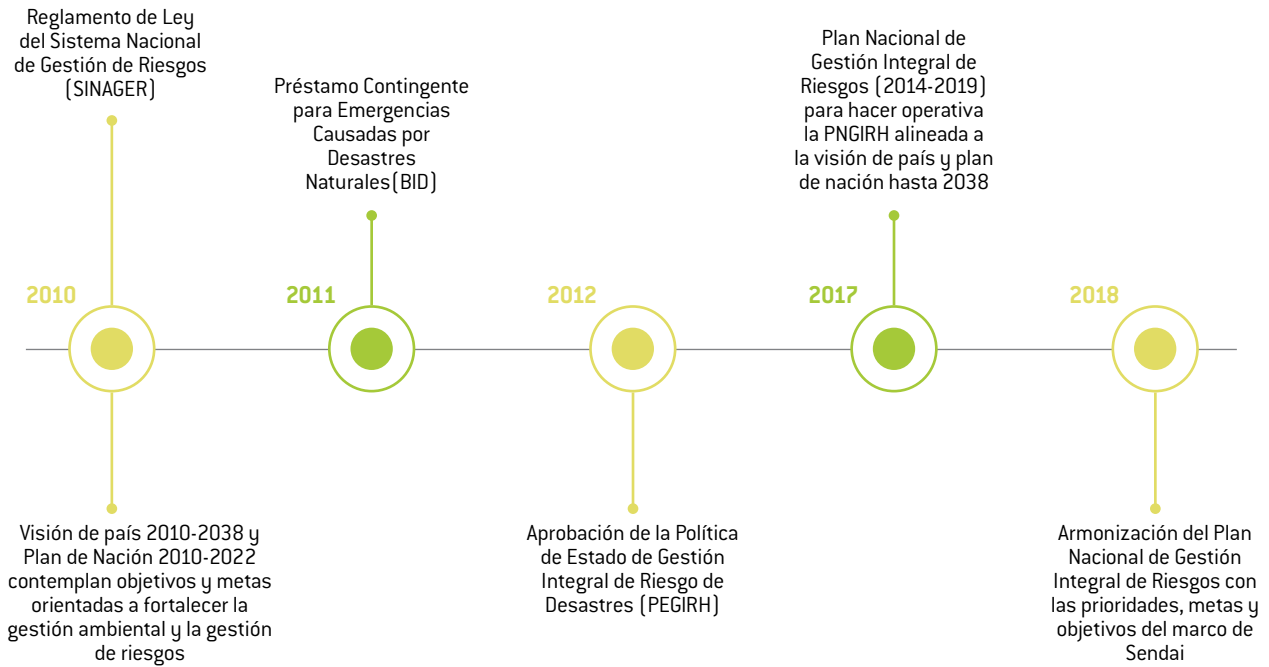 Reglamento de Ley
del Sistema Nacional
de Gestión de Riesgos
(SINAGER)
Préstamo Contingente
para Emergencias
Causadas por
Desastres
Naturales(BID)
Plan Nacional de
Gestión Integral de
Riesgos (2014-2019)
para hacer operativa
la PNGIRH alineada a
la visión de país y plan
de nación hasta 2038
2010
2011
2012
2017
2018
Visión de país 2010-2038 y
Plan de Nación 2010-2022
contemplan objetivos y metas
orientadas a fortalecer la
gestión ambiental y la gestión
de riesgos
Aprobación de la Política
de Estado de Gestión
Integral de Riesgo de
Desastres (PEGIRH)
Armonización del Plan
Nacional de Gestión
Integral de Riesgos con
las prioridades, metas y
objetivos del marco de
Sendai